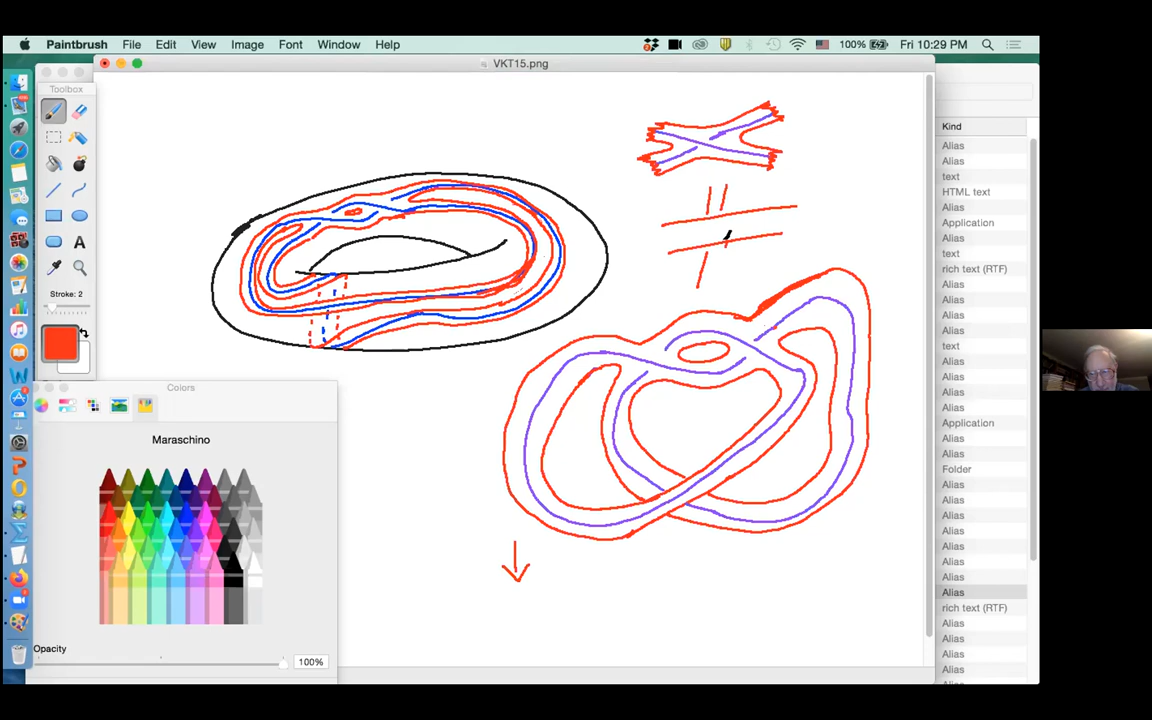 Paintbrush File Edit View Image Font Window Help
100% Fri 10:29 PM
VKT15.png
Toolbox
A
Stroke: 2
Colors
Maraschino
Opacity
100%
Kind
Alias
Alias
text
HTML text
Alias
Application
Alias
text
rich text (RTF)
Alias
Alias
Alias
text
Alias
Alias
Alias
Alias
Alias
Application
Alias
Alias
Folder
Alias
Alias
Alias
Alias
Alias
Alias
Alias
Alias
rich text (RTF)
Alias
Alias
Alias
Alias
Alias